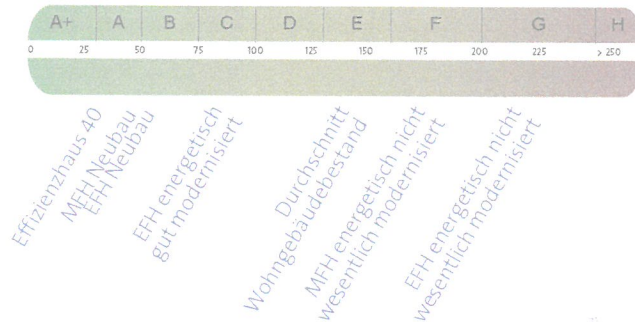 A+ A B C D E F G H
0 25 50 75 100 125 150 175 200 225 > 250
Effizienzhaus 40
MFH Neubau
EFH Neubau
EFH energetisch
gut modernisiert
Durchschnitt
Wohngebäudebestand
MFH energetisch nicht
wesentlich modernisiert
EFH energetisch nicht
wesentlich modernisiert